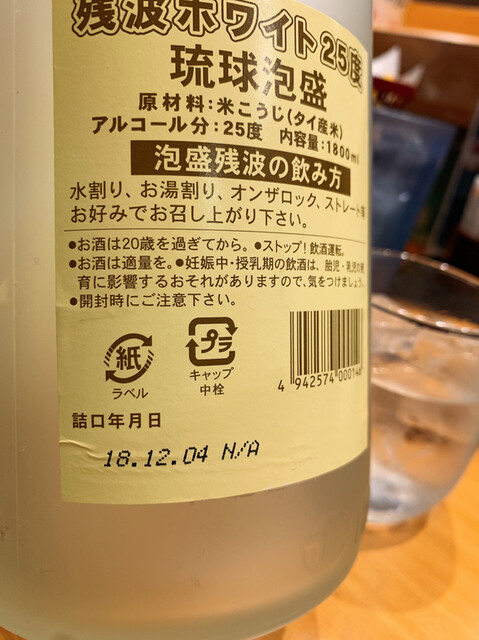 残波ホワイト25度
琉球泡盛
原材料:米こうじ(タイ産米)
アルコール分:25度 内容量:1800ml
泡盛残波の飲み方
水割り、お湯割り、オンザロック、ストレート等
お好みでお召し上がり下さい。
●お酒は20歳を過ぎてから。●ストップ!飲酒運転。
●お酒は適量を。●妊娠中・授乳期の飲酒は、胎児・乳児の発
育に影響するおそれがありますので、気をつけましょう。
●開封時にご注意下さい。
紙
ラベル
プラ
キャップ
中栓
4 942574 000146
詰口年月日
18.12.04 N/A